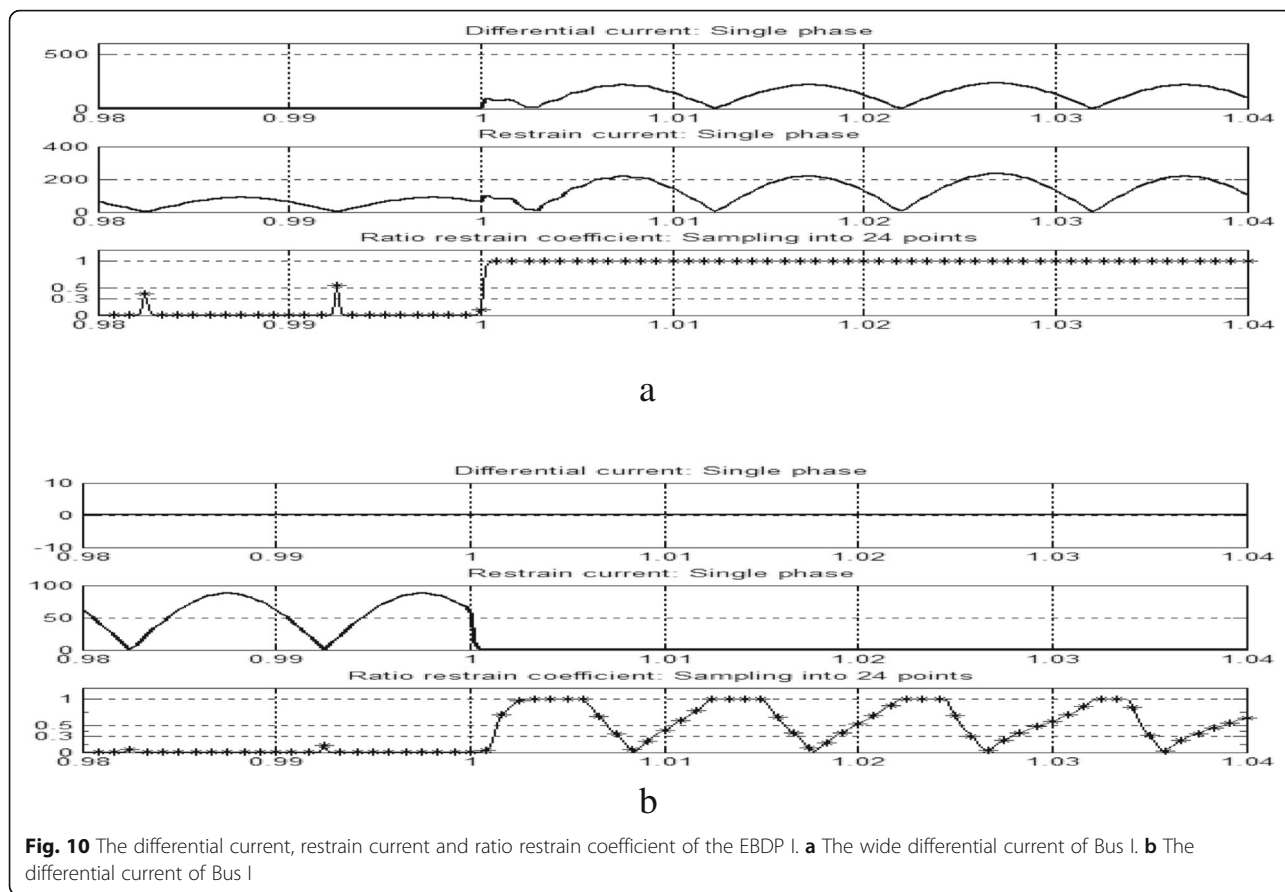 Differential current: Single phase
500
0
0.98 0.99 1 1.01 1.02 1.03 1.04
Restrain current: Single phase
400
200
0
0.98 0.99 1 1.01 1.02 1.03 1.04
Ratio restrain coefficient: Sampling into 24 points
1
0.5
0.3
0
0.98 0.99 1 1.01 1.02 1.03 1.04
a
Differential current: Single phase
10
0
-10
0.98 0.99 1 1.01 1.02 1.03 1.04
Restrain current: Single phase
100
50
0
0.98 0.99 1 1.01 1.02 1.03 1.04
Ratio restrain coefficient: Sampling into 24 points
1
0.5
0.3
0
0.98 0.99 1 1.01 1.02 1.03 1.04
b
Fig. 10 The differential current, restrain current and ratio restrain coefficient of the EBDP I. a The wide differential current of Bus I. b The
differential current of Bus I